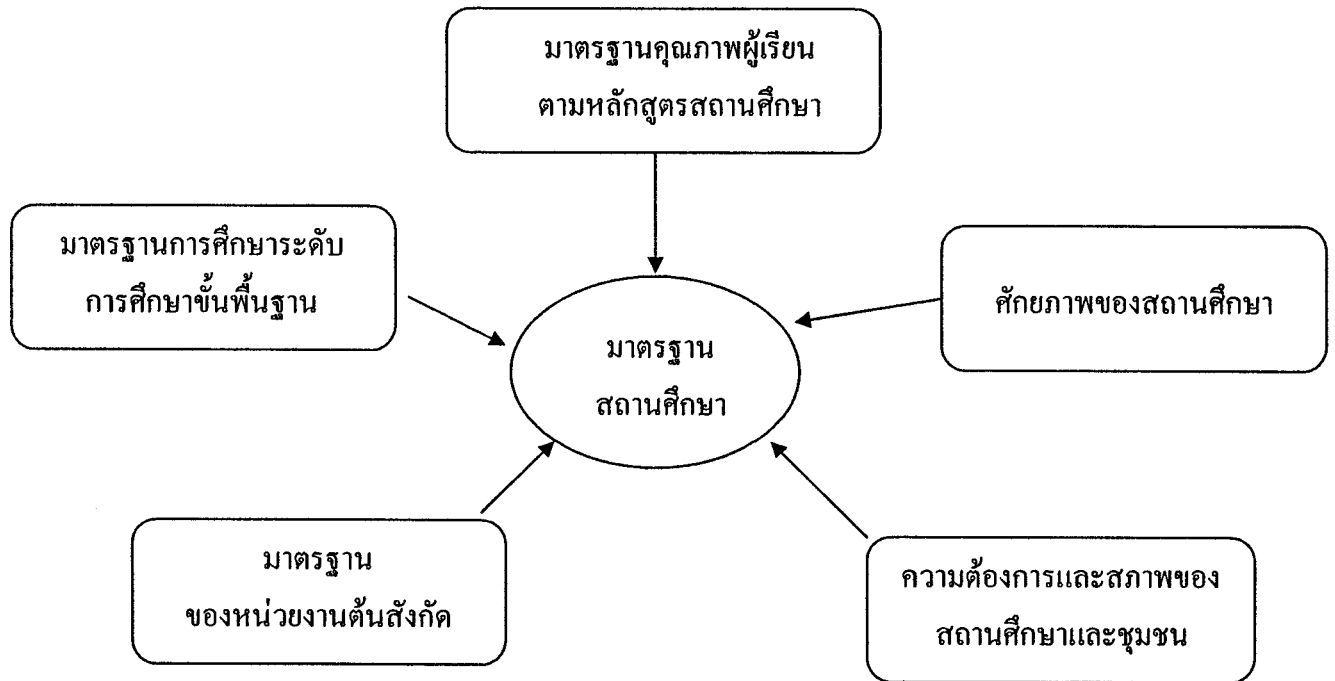 มาตรฐานคุณภาพผู้เรียน
ตามหลักสูตรสถานศึกษา
มาตรฐานการศึกษาระดับ
การศึกษาขั้นพื้นฐาน
ศักยภาพของสถานศึกษา
มาตรฐาน
สถานศึกษา
มาตรฐาน
ของหน่วยงานต้นสังกัด
ความต้องการและสภาพของ
สถานศึกษาและชุมชน